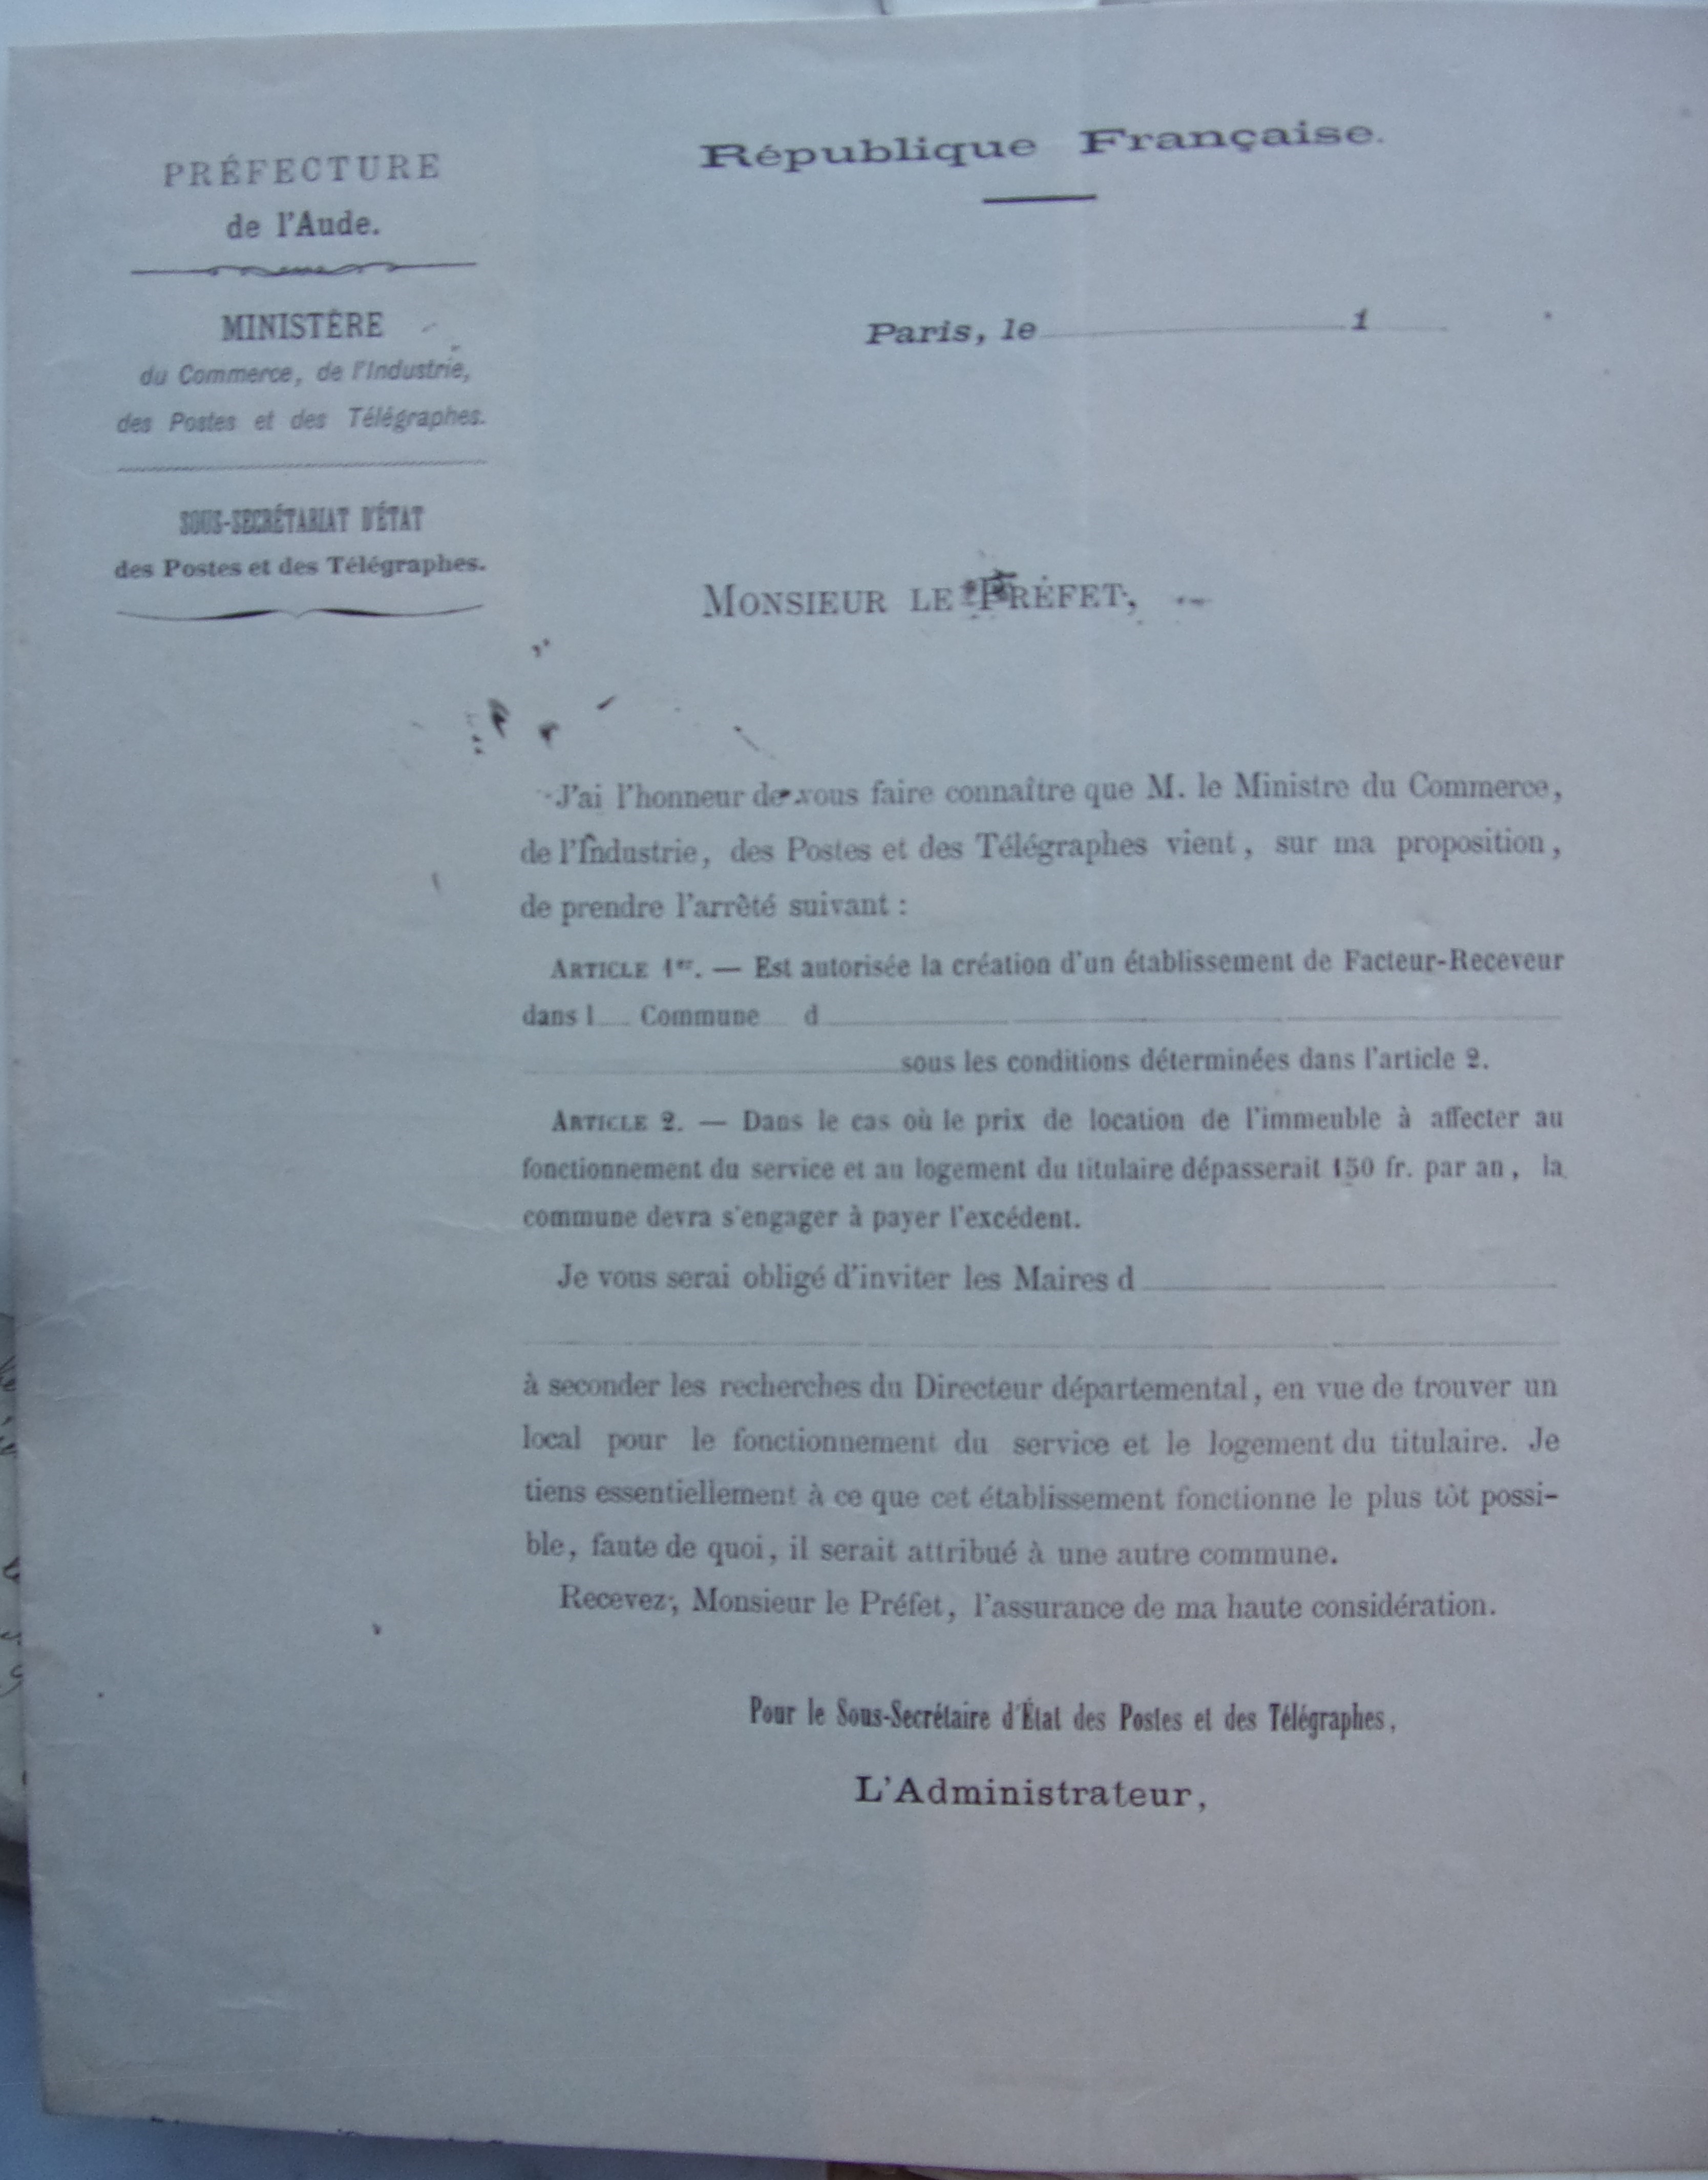 PRÉFECTURE
de l'Aude.
MINISTÈRE
du Commerce, de l'Industrie,
des Postes et des Télégraphes.
SOUS-SECRÉTARIAT D'ÉTAT
des Postes et des Télégraphes.
République Française.
Paris, le 1
MONSIEUR LE PRÉFET,
J'ai l'honneur de vous faire connaître que M. le Ministre du Commerce,
de l'Industrie, des Postes et des Télégraphes vient, sur ma proposition,
de prendre l'arrêté suivant :
ARTICLE 1er. — Est autorisée la création d'un établissement de Facteur-Receveur
dans l Commune d
sous les conditions déterminées dans l'article 2.
ARTICLE 2. — Dans le cas où le prix de location de l'immeuble à affecter au
fonctionnement du service et au logement du titulaire dépasserait 150 fr. par an, la
commune devra s'engager à payer l'excédent.
Je vous serai obligé d'inviter les Maires d
à seconder les recherches du Directeur départemental, en vue de trouver un
local pour le fonctionnement du service et le logement du titulaire. Je
tiens essentiellement à ce que cet établissement fonctionne le plus tôt possi-
ble, faute de quoi, il serait attribué à une autre commune.
Recevez, Monsieur le Préfet, l'assurance de ma haute considération.
Pour le Sous-Secrétaire d'État des Postes et des Télégraphes,
L'Administrateur,